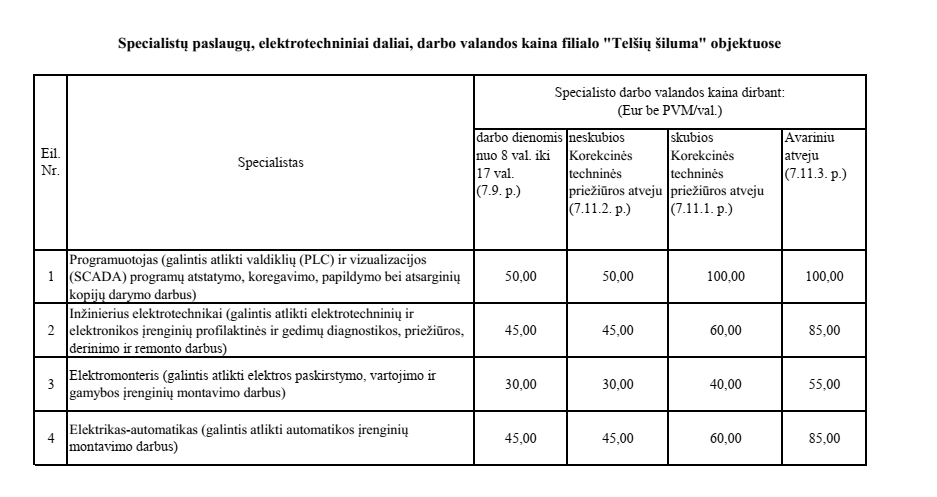 Specialistų paslaugų, elektrotechniniai daliai, darbo valandos kaina filialo "Telšių šiluma" objektuose
Eil.
Nr.
Specialistas
Specialisto darbo valandos kaina dirbant:
(Eur be PVM/val.)
darbo dienomis
nuo 8 val. iki
17 val.
(7.9. p.)
neskubios
Korekcinės
techninės
priežiūros atveju
(7.11.2. p.)
skubios
Korekcinės
techninės
priežiūros atveju
(7.11.1. p.)
Avariniu
atveju
(7.11.3. p.)
1
Programuotojas (galintis atlikti valdiklių (PLC) ir vizualizacijos
(SCADA) programų atstatymo, koregavimo, papildymo bei atsarginių
kopijų darymo darbus)
50,00
50,00
100,00
100,00
2
Inžinierius elektrotechnikai (galintis atlikti elektrotechninių ir
elektronikos įrenginių profilaktinės ir gedimų diagnostikos, priežiūros,
derinimo ir remonto darbus)
45,00
45,00
60,00
85,00
3
Elektromonteris (galintis atlikti elektros paskirstymo, vartojimo ir
gamybos įrenginių montavimo darbus)
30,00
30,00
40,00
55,00
4
Elektrikas-automatikas (galintis atlikti automatikos įrenginių
montavimo darbus)
45,00
45,00
60,00
85,00